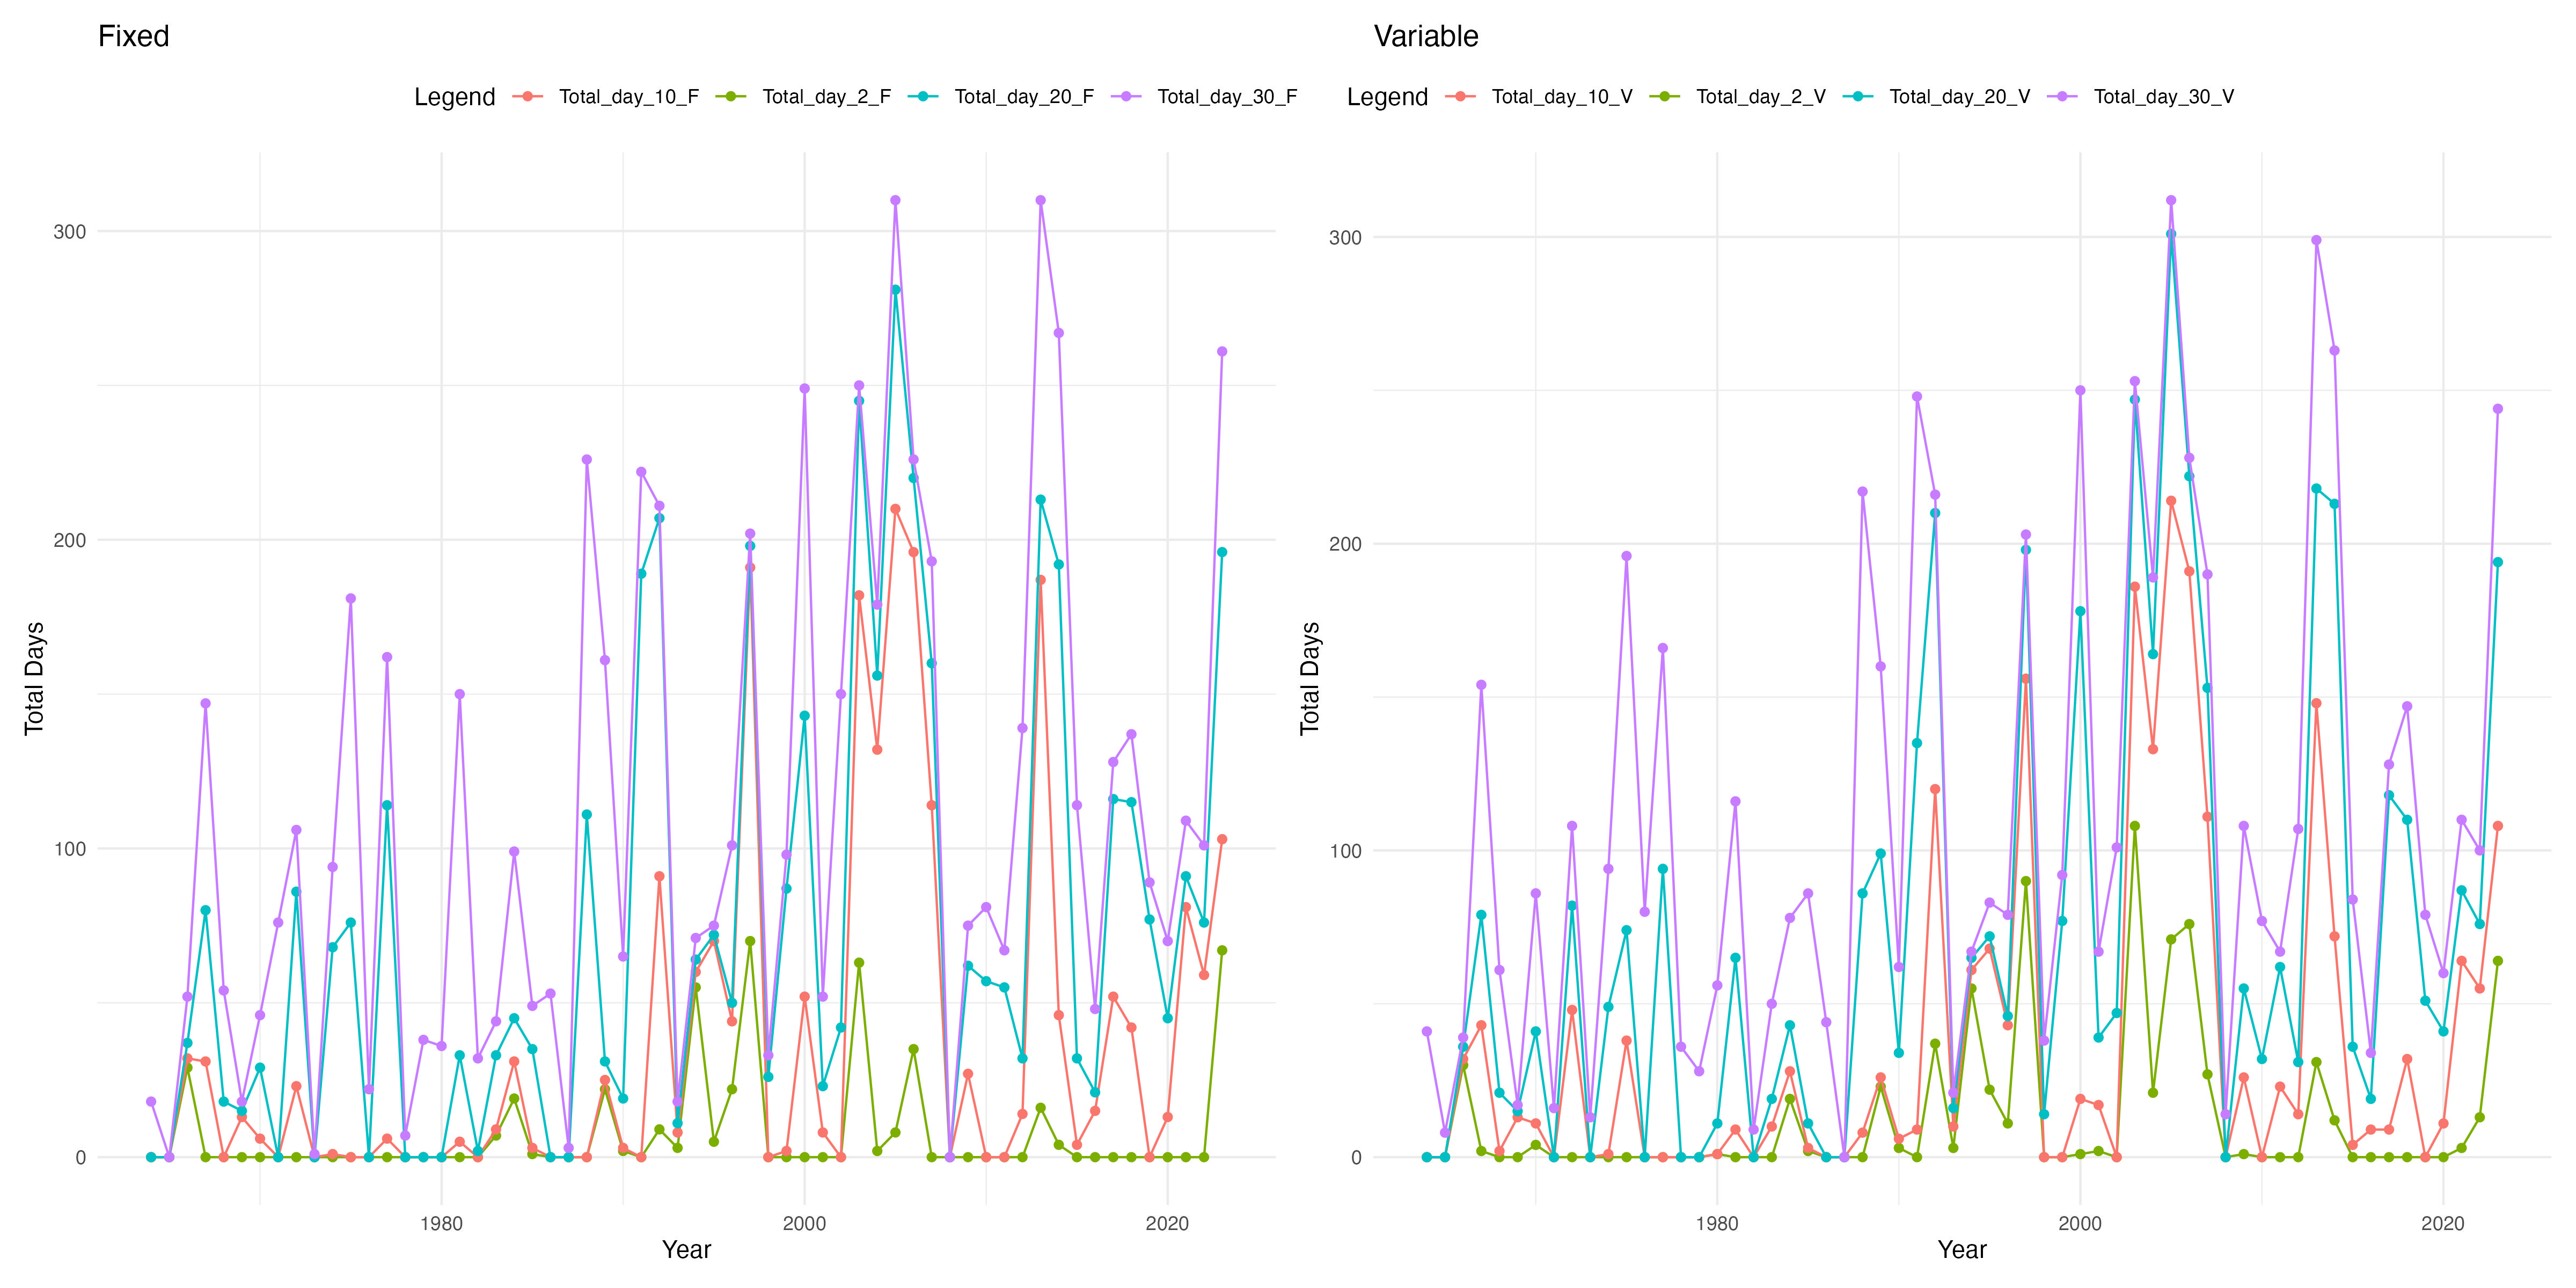 Fixed
Legend Total_day_10_F Total_day_2_F Total_day_20_F Total_day_30_F
300
200
100
0
Total Days
1980 2000 2020
Year
Variable
Legend Total_day_10_V Total_day_2_V Total_day_20_V Total_day_30_V
300
200
100
0
Total Days
1980 2000 2020
Year